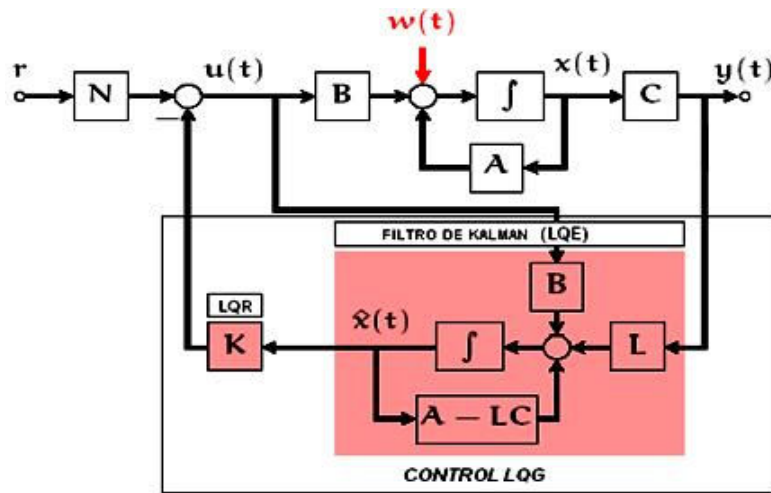 w(t)
r
N
u(t)
B
∫
x(t)
C
y(t)
−
A
FILTRO DE KALMAN (LQE)
B
LQR
K
x̂(t)
∫
L
A − LC
CONTROL LQG